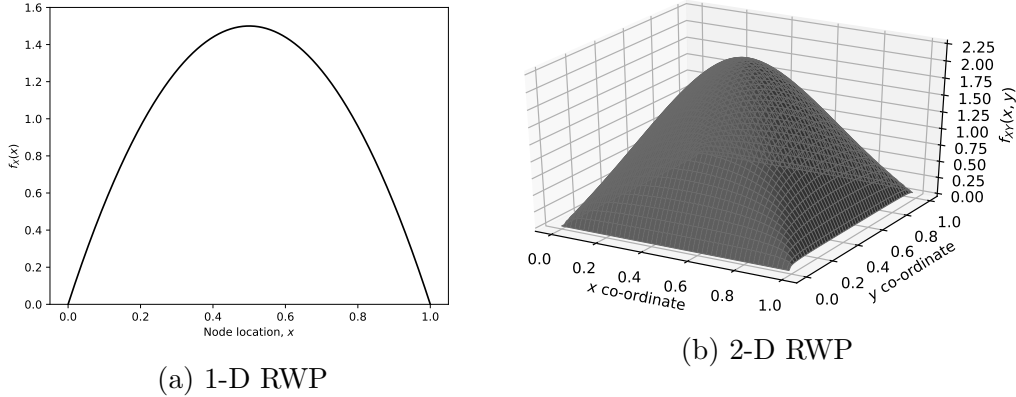 1.6
1.4
1.2
1.0
0.8
0.6
0.4
0.2
0.0
f_X(x)
0.0 0.2 0.4 0.6 0.8 1.0
Node location, x
(a) 1-D RWP
2.25
2.00
1.75
1.50
1.25
1.00
0.75
0.50
0.25
0.00
f_{XY}(x, y)
0.0 0.2 0.4 0.6 0.8 1.0
x co-ordinate
0.0 0.2 0.4 0.6 0.8 1.0
y co-ordinate
(b) 2-D RWP